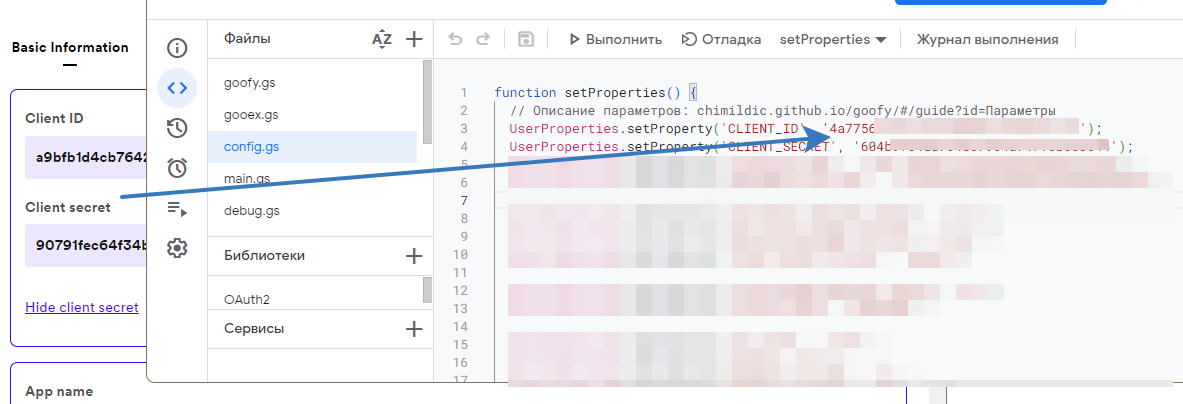 Basic Information
Client ID
a9bfb1d4cb7642
Client secret
90791fec64f34b
Hide client secret
App name
Файлы
AZ
goofy.gs
gooex.gs
config.gs
main.gs
debug.gs
Библиотеки
OAuth2
Сервисы
Выполнить Отладка setProperties Журнал выполнения
1 function setProperties() {
2 // Описание параметров: chimildic.github.io/goofy/#/guide?id=Параметры
3 UserProperties.setProperty('CLIENT_ID', '4a7756 ');
4 UserProperties.setProperty('CLIENT_SECRET', '604b ');
5
6
7
8
9
10
11
12
13
14
15
16
17